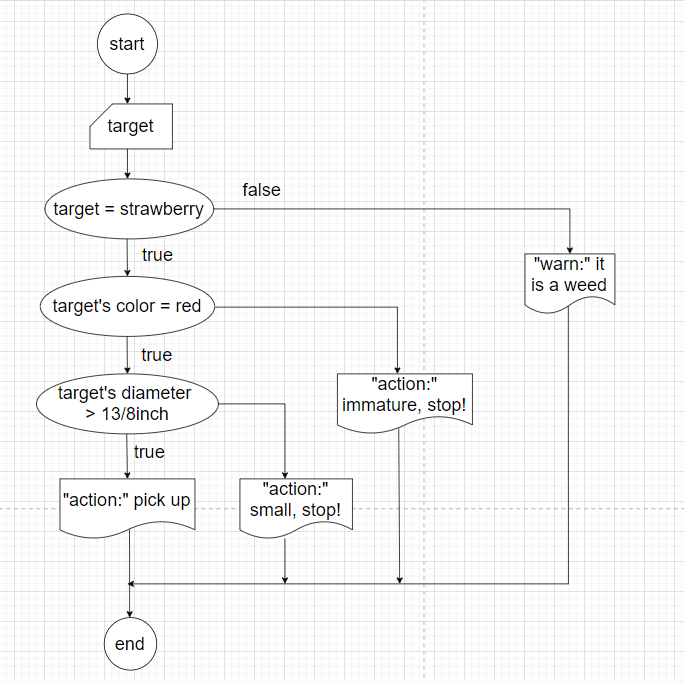 start
target
false
target = strawberry
true
"warn:" it
is a weed
target's color = red
true
"action:"
immature, stop!
target's diameter
> 13/8inch
true
"action:" pick up
"action:"
small, stop!
end